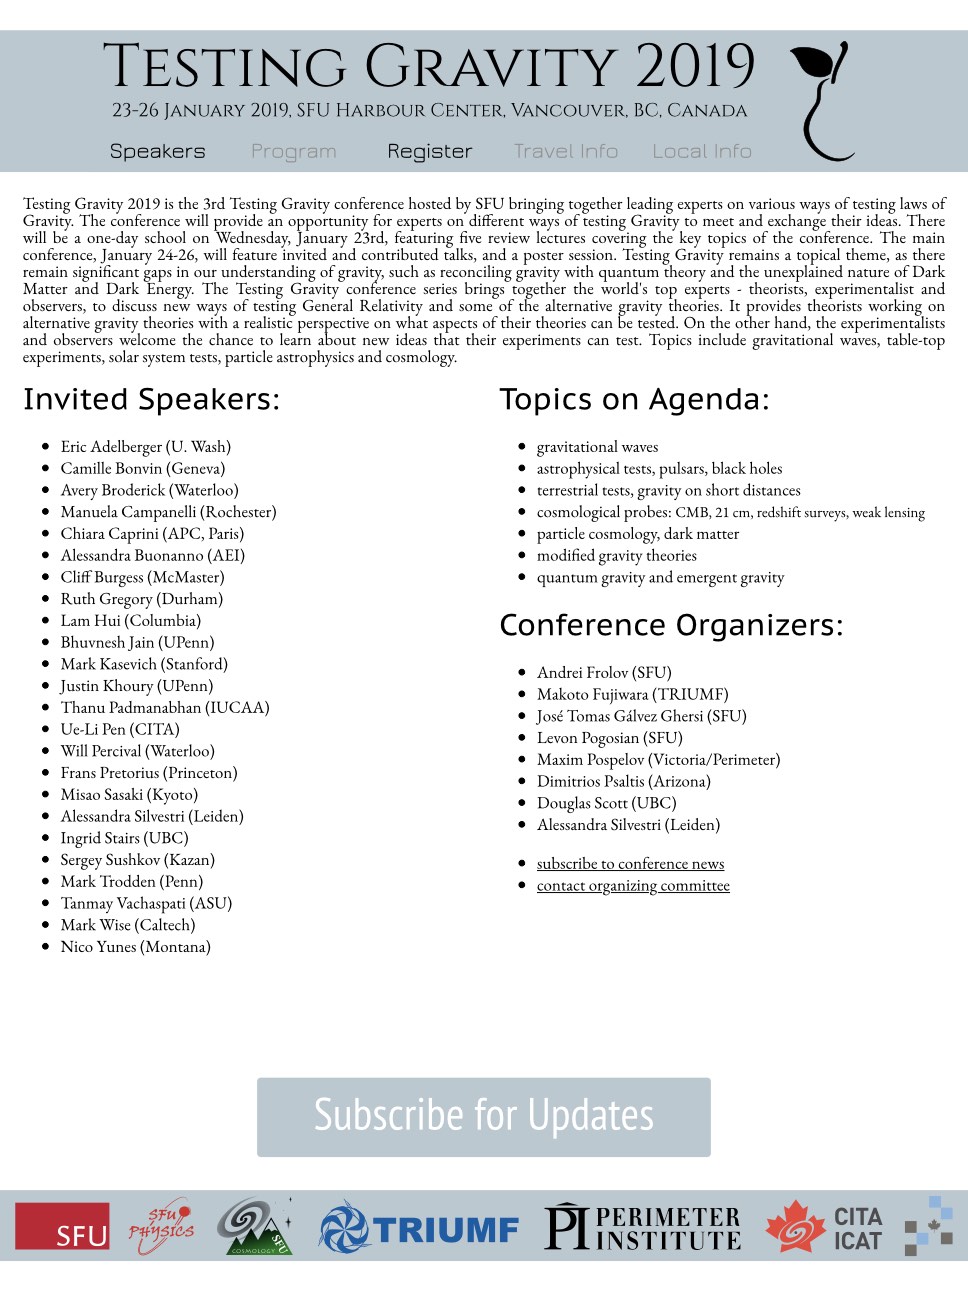 Testing Gravity 2019
23-26 January 2019, SFU Harbour Center, Vancouver, BC, Canada
Speakers Program Register Travel Info Local Info
Testing Gravity 2019 is the 3rd Testing Gravity conference hosted by SFU bringing together leading experts on various ways of testing laws of
Gravity. The conference will provide an opportunity for experts on different ways of testing Gravity to meet and exchange their ideas. There
will be a one-day school on Wednesday, January 23rd, featuring five review lectures covering the key topics of the conference. The main
conference, January 24-26, will feature invited and contributed talks, and a poster session. Testing Gravity remains a topical theme, as there
remain significant gaps in our understanding of gravity, such as reconciling gravity with quantum theory and the unexplained nature of Dark
Matter and Dark Energy. The Testing Gravity conference series brings together the world's top experts - theorists, experimentalist and
observers, to discuss new ways of testing General Relativity and some of the alternative gravity theories. It provides theorists working on
alternative gravity theories with a realistic perspective on what aspects of their theories can be tested. On the other hand, the experimentalists
and observers welcome the chance to learn about new ideas that their experiments can test. Topics include gravitational waves, table-top
experiments, solar system tests, particle astrophysics and cosmology.
Invited Speakers:
Eric Adelberger (U. Wash)
Camille Bonvin (Geneva)
Avery Broderick (Waterloo)
Manuela Campanelli (Rochester)
Chiara Caprini (APC, Paris)
Alessandra Buonanno (AEI)
Cliff Burgess (McMaster)
Ruth Gregory (Durham)
Lam Hui (Columbia)
Bhuvnesh Jain (UPenn)
Mark Kasevich (Stanford)
Justin Khoury (UPenn)
Thanu Padmanabhan (IUCAA)
Ue-Li Pen (CITA)
Will Percival (Waterloo)
Frans Pretorius (Princeton)
Misao Sasaki (Kyoto)
Alessandra Silvestri (Leiden)
Ingrid Stairs (UBC)
Sergey Sushkov (Kazan)
Mark Trodden (Penn)
Tanmay Vachaspati (ASU)
Mark Wise (Caltech)
Nico Yunes (Montana)
Topics on Agenda:
gravitational waves
astrophysical tests, pulsars, black holes
terrestrial tests, gravity on short distances
cosmological probes: CMB, 21 cm, redshift surveys, weak lensing
particle cosmology, dark matter
modified gravity theories
quantum gravity and emergent gravity
Conference Organizers:
Andrei Frolov (SFU)
Makoto Fujiwara (TRIUMF)
José Tomas Gálvez Ghersi (SFU)
Levon Pogosian (SFU)
Maxim Pospelov (Victoria/Perimeter)
Dimitrios Psaltis (Arizona)
Douglas Scott (UBC)
Alessandra Silvestri (Leiden)
subscribe to conference news
contact organizing committee
Subscribe for Updates
SFU
SFU
PHYSICS
COSMOLOGY
SFU
TRIUMF
PI
PERIMETER
INSTITUTE
CITA
ICAT